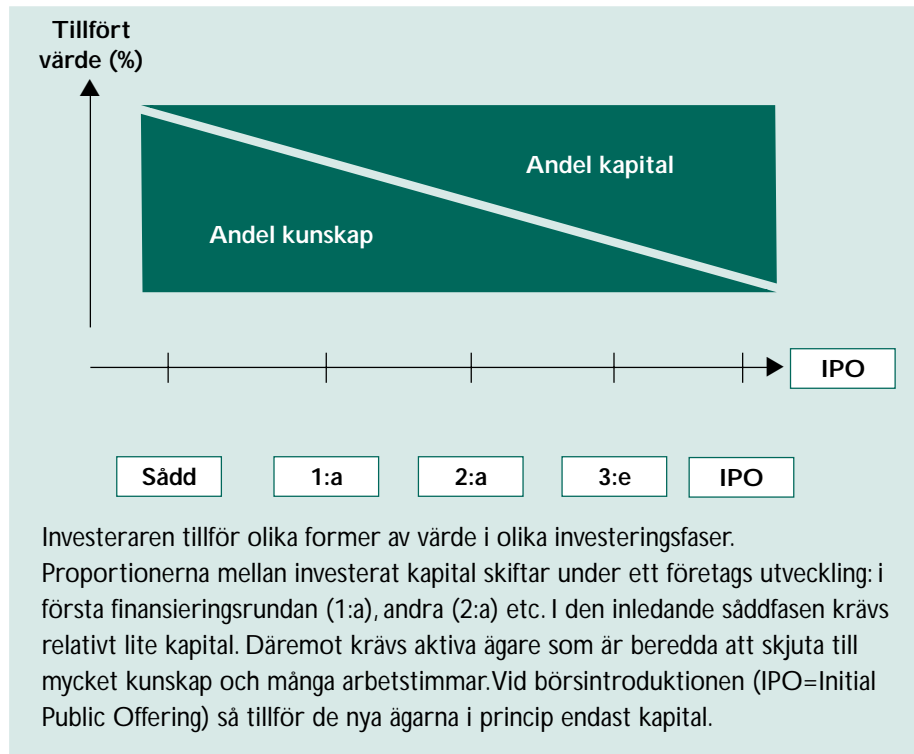 Tillfört
värde (%)
Andel kapital
Andel kunskap
IPO
Sådd 1:a 2:a 3:e IPO
Investeraren tillför olika former av värde i olika investeringsfaser.
Proportionerna mellan investerat kapital skiftar under ett företags utveckling: i
första finansieringsrundan (1:a), andra (2:a) etc. I den inledande såddfasen krävs
relativt lite kapital. Däremot krävs aktiva ägare som är beredda att skjuta till
mycket kunskap och många arbetstimmar.Vid börsintroduktionen (IPO=Initial
Public Offering) så tillför de nya ägarna i princip endast kapital.